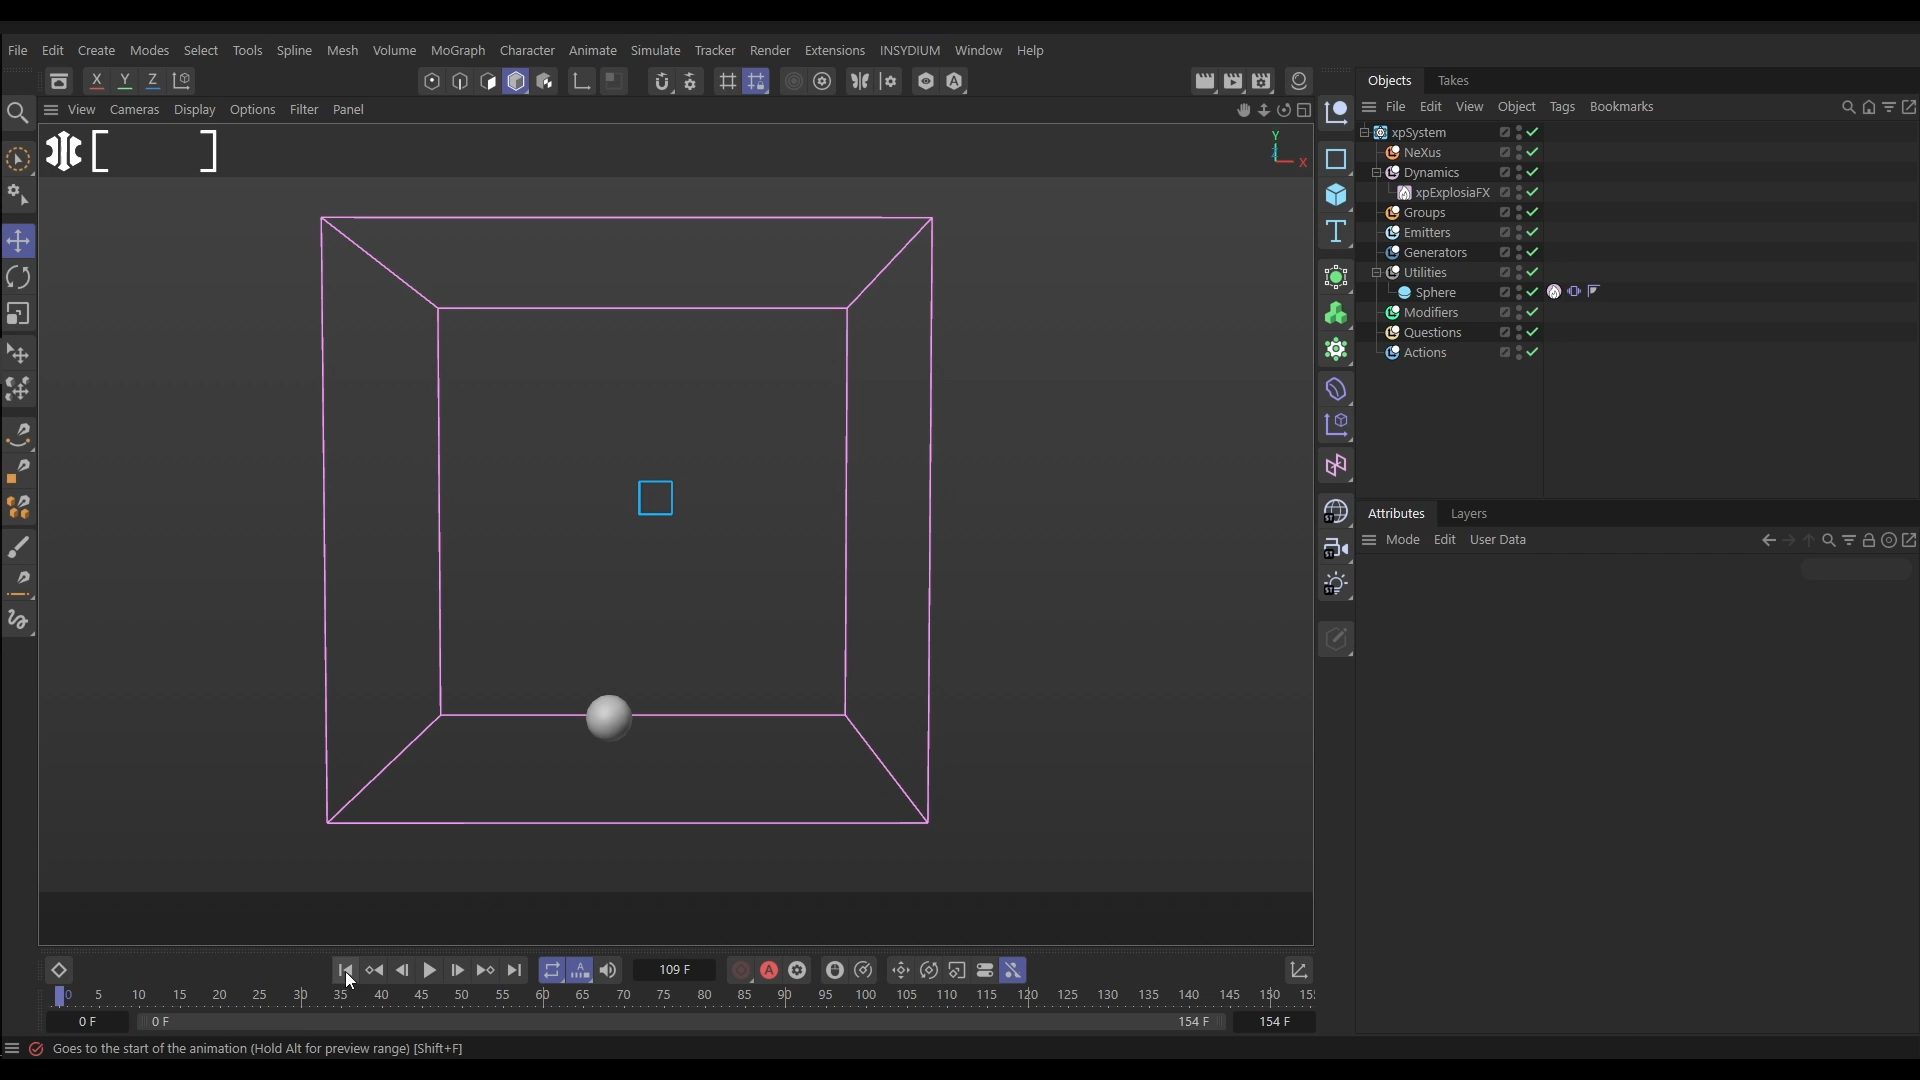 File Edit Create Modes Select Tools Spline Mesh Volume MoGraph Character Animate Simulate Tracker Render Extensions INSYDIUM Window Help
X Y Z
View Cameras Display Options Filter Panel
Y
Z X
Objects Takes
File Edit View Object Tags Bookmarks
xpSystem
NeXus
Dynamics
xpExplosiaFX
Groups
Emitters
Generators
Utilities
Sphere
Modifiers
Questions
Actions
Attributes Layers
Mode Edit User Data
109 F
0 5 10 15 20 25 30 35 40 45 50 55 60 65 70 75 80 85 90 95 100 105 110 115 120 125 130 135 140 145 150 15
0 F 0 F 154 F 154 F
Goes to the start of the animation (Hold Alt for preview range) [Shift+F]